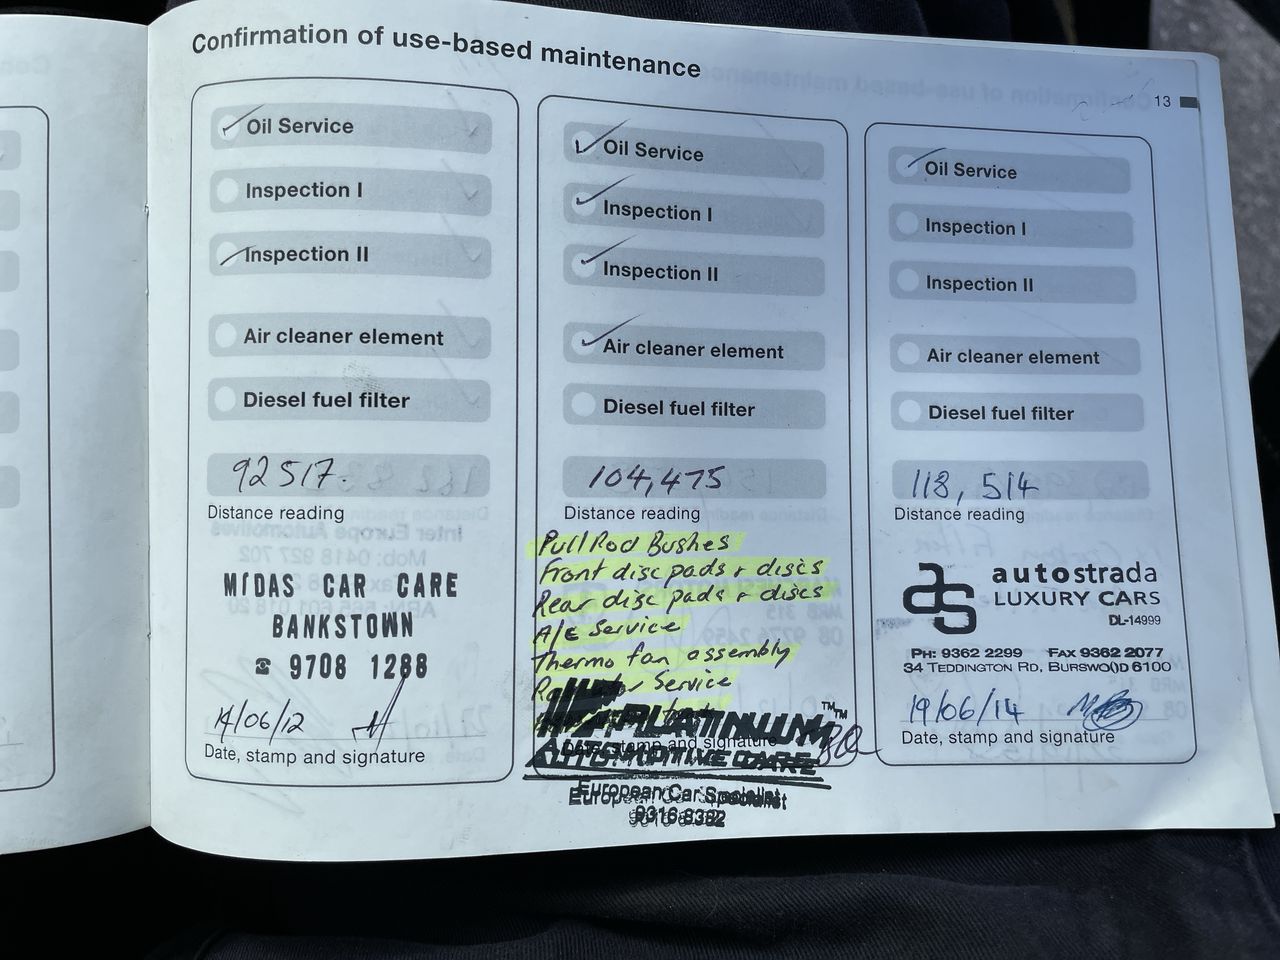 Confirmation of use-based maintenance
13
Oil Service
Inspection I
Inspection II
Air cleaner element
Diesel fuel filter
92517.
Distance reading
MIDAS CAR CARE
BANKSTOWN
☎ 9708 1288
14/06/12
Date, stamp and signature
Oil Service
Inspection I
Inspection II
Air cleaner element
Diesel fuel filter
104,475
Distance reading
Pull Rod Bushes
Front disc pads + discs
Rear disc pads + discs
A/C Service
Thermo fan assembly
Service
PLATINUM TM
Date, stamp and signature
AUTOMOTIVE CARE
European Car Specialist
9316 8382
Oil Service
Inspection I
Inspection II
Air cleaner element
Diesel fuel filter
118, 514
Distance reading
as autostrada
LUXURY CARS
DL-14999
PH: 9362 2299 FAX 9362 2077
34 TEDDINGTON RD, BURSWOOD 6100
19/06/14
Date, stamp and signature